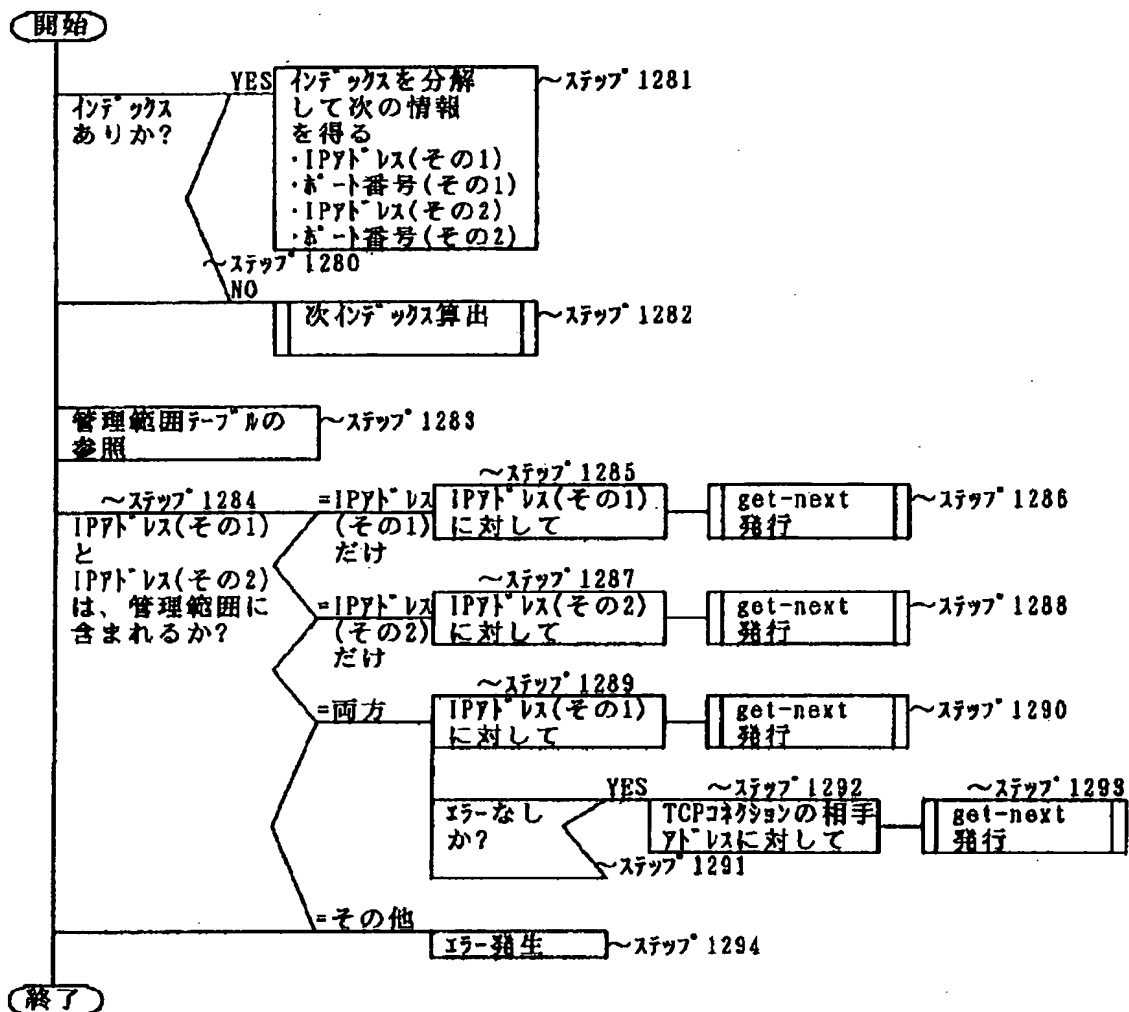 開始
YES
インデックスを分解
して次の情報
を得る
・IPアドレス(その1)
・ポート番号(その1)
・IPアドレス(その2)
・ポート番号(その2)
~ステップ1281
インデックス
ありか?
~ステップ1280
NO
次インデックス算出
~ステップ1282
管理範囲テーブルの
参照
~ステップ1283
~ステップ1284
IPアドレス(その1)
と
IPアドレス(その2)
は、管理範囲に
含まれるか?
=IPアドレス
(その1)
だけ
~ステップ1285
IPアドレス(その1)
に対して
get-next
発行
~ステップ1286
=IPアドレス
(その2)
だけ
~ステップ1287
IPアドレス(その2)
に対して
get-next
発行
~ステップ1288
=両方
~ステップ1289
IPアドレス(その1)
に対して
get-next
発行
~ステップ1290
エラーなし
か?
YES
~ステップ1291
~ステップ1292
TCPコネクションの相手
アドレスに対して
~ステップ1293
get-next
発行
=その他
エラー発生
~ステップ1294
終了